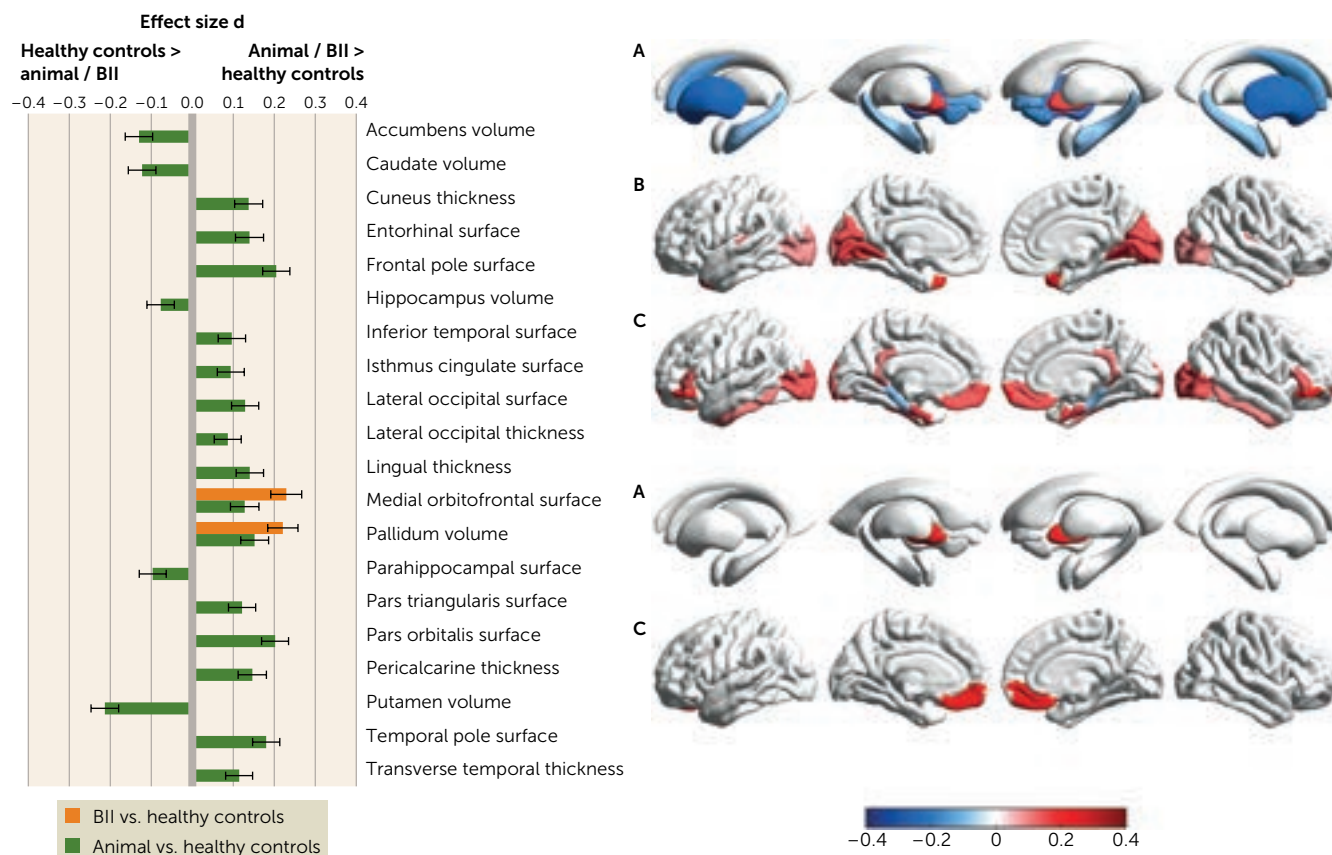 Effect size d
Healthy controls >
animal / BII
Animal / BII >
healthy controls
−0.4 −0.3 −0.2 −0.1 0.0 0.1 0.2 0.3 0.4
Accumbens volume
Caudate volume
Cuneus thickness
Entorhinal surface
Frontal pole surface
Hippocampus volume
Inferior temporal surface
Isthmus cingulate surface
Lateral occipital surface
Lateral occipital thickness
Lingual thickness
Medial orbitofrontal surface
Pallidum volume
Parahippocampal surface
Pars triangularis surface
Pars orbitalis surface
Pericalcarine thickness
Putamen volume
Temporal pole surface
Transverse temporal thickness
BII vs. healthy controls
Animal vs. healthy controls
A
B
C
A
C
−0.4 −0.2 0 0.2 0.4